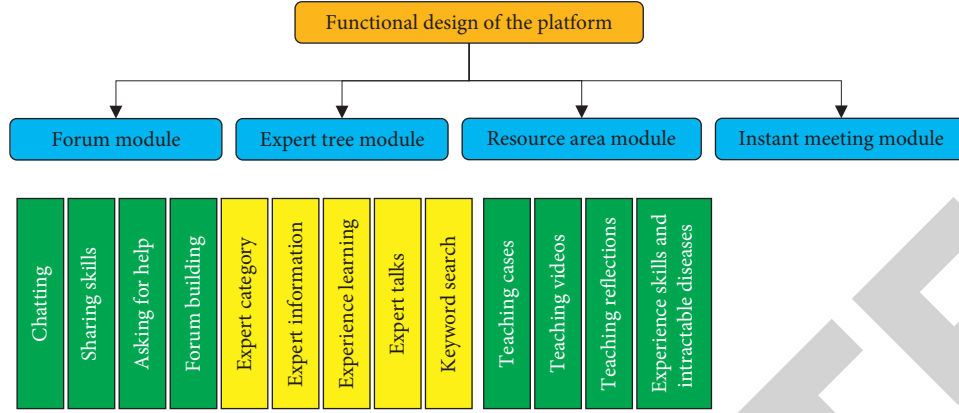 Functional design of the platform
Forum module
Expert tree module
Resource area module
Instant meeting module
Chatting
Sharing skills
Asking for help
Forum building
Expert category
Expert information
Experience learning
Expert talks
Keyword search
Teaching cases
Teaching videos
Teaching reflections
Experience skills and
intractable diseases